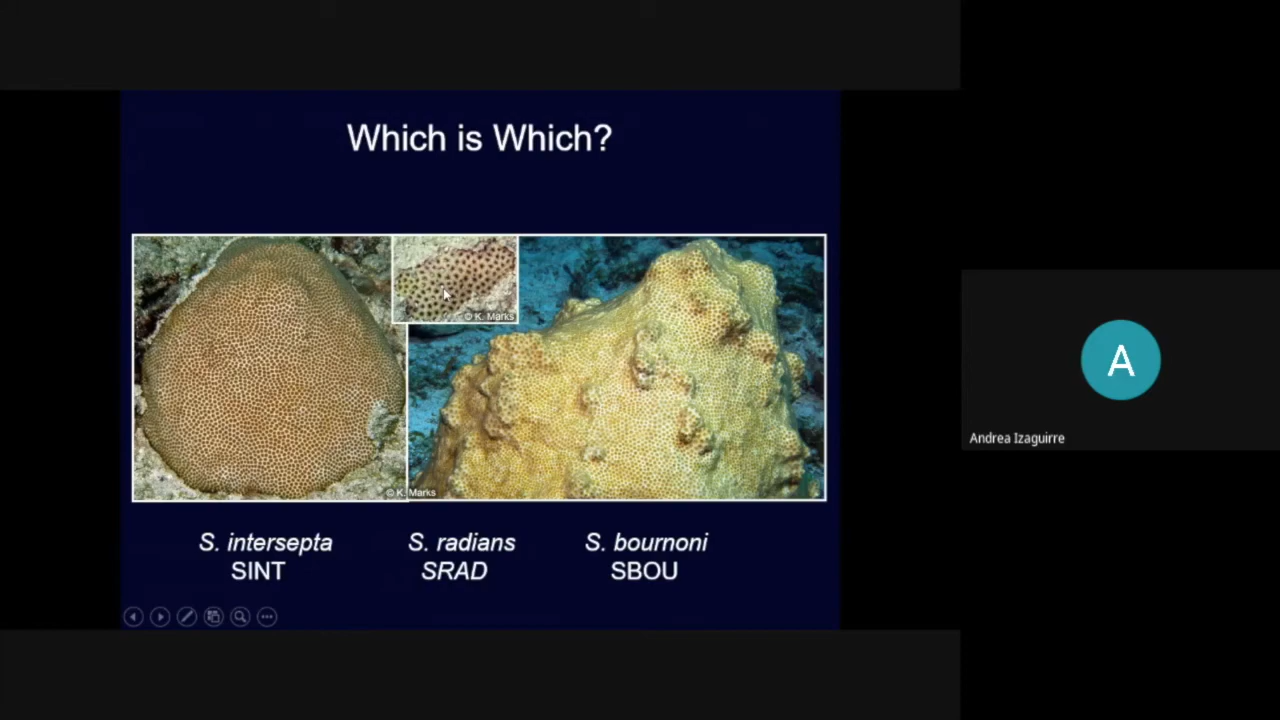 Which is Which?
© K. Marks
© K. Marks
S. intersepta
SINT
S. radians
SRAD
S. bournoni
SBOU
A
Andrea Izaguirre